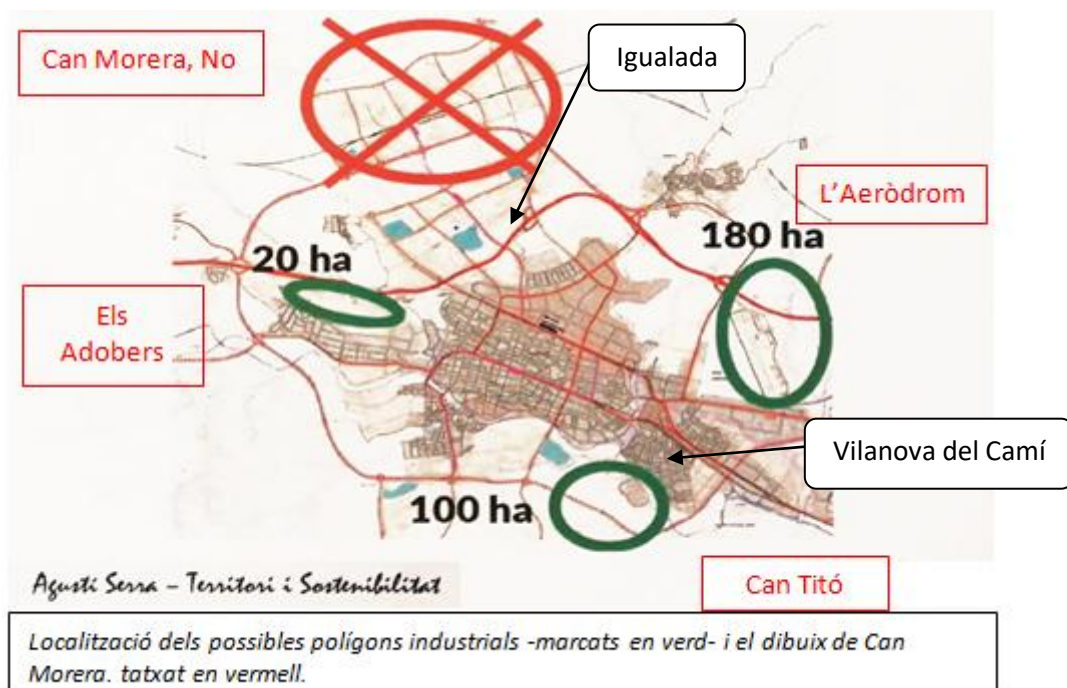 Can Morera, No
Igualada
L'Aeròdrom
180 ha
20 ha
Els
Adobers
Vilanova del Camí
100 ha
Can Titó
Agustí Serra – Territori i Sostenibilitat
Localització dels possibles polígons industrials -marcats en verd- i el dibuix de Can
Morera. tatxat en vermell.